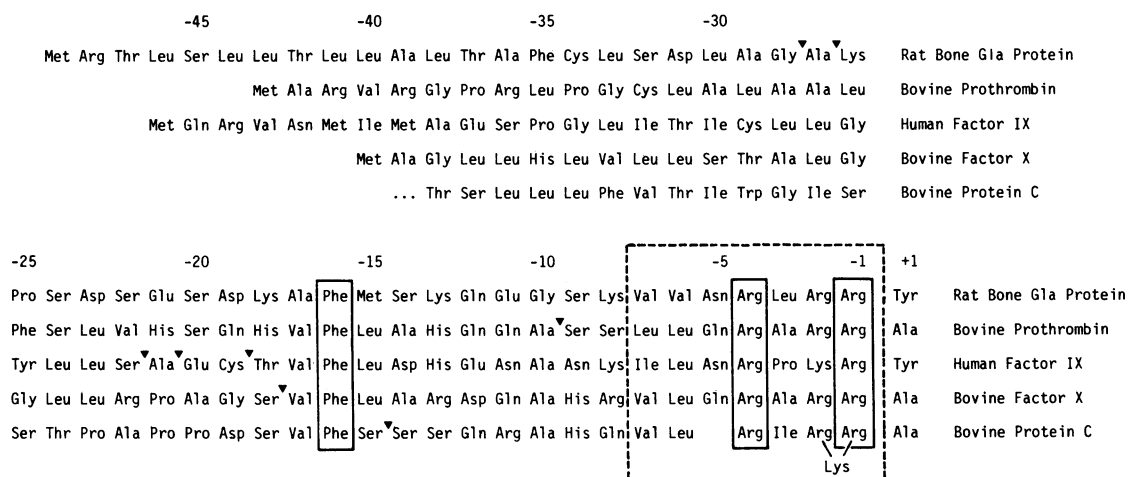 -45 -40 -35 -30
Met Arg Thr Leu Ser Leu Leu Thr Leu Leu Ala Leu Thr Ala Phe Cys Leu Ser Asp Leu Ala Gly▼Ala▼Lys Rat Bone Gla Protein
Met Ala Arg Val Arg Gly Pro Arg Leu Pro Gly Cys Leu Ala Leu Ala Ala Leu Bovine Prothrombin
Met Gln Arg Val Asn Met Ile Met Ala Glu Ser Pro Gly Leu Ile Thr Ile Cys Leu Leu Gly Human Factor IX
Met Ala Gly Leu Leu His Leu Val Leu Leu Ser Thr Ala Leu Gly Bovine Factor X
... Thr Ser Leu Leu Leu Phe Val Thr Ile Trp Gly Ile Ser Bovine Protein C
-25 -20 -15 -10 -5 -1 +1
Pro Ser Asp Ser Glu Ser Asp Lys Ala Phe Met Ser Lys Gln Glu Gly Ser Lys Val Val Asn Arg Leu Arg Arg Tyr Rat Bone Gla Protein
Phe Ser Leu Val His Ser Gln His Val Phe Leu Ala His Gln Gln Ala▼Ser Ser Leu Leu Gln Arg Ala Arg Arg Ala Bovine Prothrombin
Tyr Leu Leu Ser▼Ala▼Glu Cys▼Thr Val Phe Leu Asp His Glu Asn Ala Asn Lys Ile Leu Asn Arg Pro Lys Arg Tyr Human Factor IX
Gly Leu Leu Arg Pro Ala Gly Ser▼Val Phe Leu Ala Arg Asp Gln Ala His Arg Val Leu Gln Arg Ala Arg Arg Ala Bovine Factor X
Ser Thr Pro Ala Pro Pro Asp Ser Val Phe Ser▼Ser Ser Gln Arg Ala His Gln Val Leu Arg Ile Arg Arg Ala Bovine Protein C
Lys